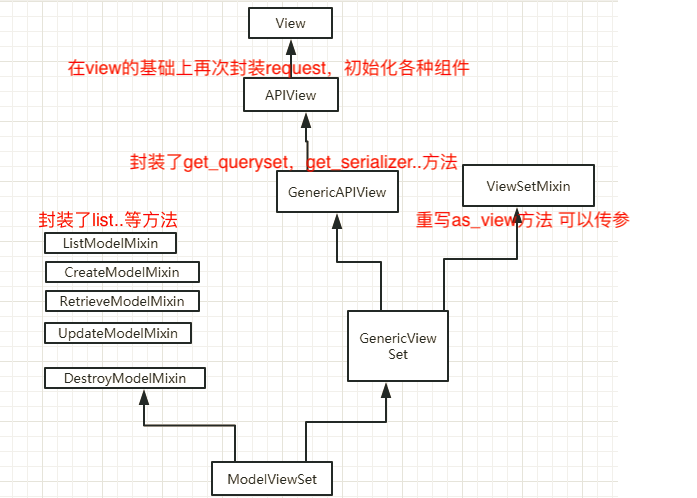 View
在view的基础上再次封装request，初始化各种组件
APIView
封装了get_queryset，get_serializer..方法
GenericAPIView
ViewSetMixin
封装了list..等方法
重写as_view方法 可以传参
ListModelMixin
CreateModelMixin
RetrieveModelMixin
UpdateModelMixin
GenericView
Set
DestroyModelMixin
ModelViewSet